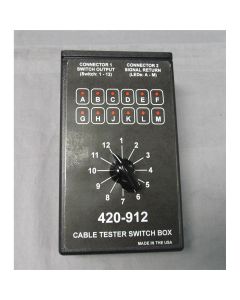 CONNECTOR 1 CONNECTOR 2
SWITCH OUTPUT SIGNAL RETURN
(Switch: 1 - 12) (LEDs: A - M)
A B C D E F
G H J K L M
12 1
11 2
10 3
9 4
8 5
7 6
420-912
CABLE TESTER SWITCH BOX
MADE IN THE USA